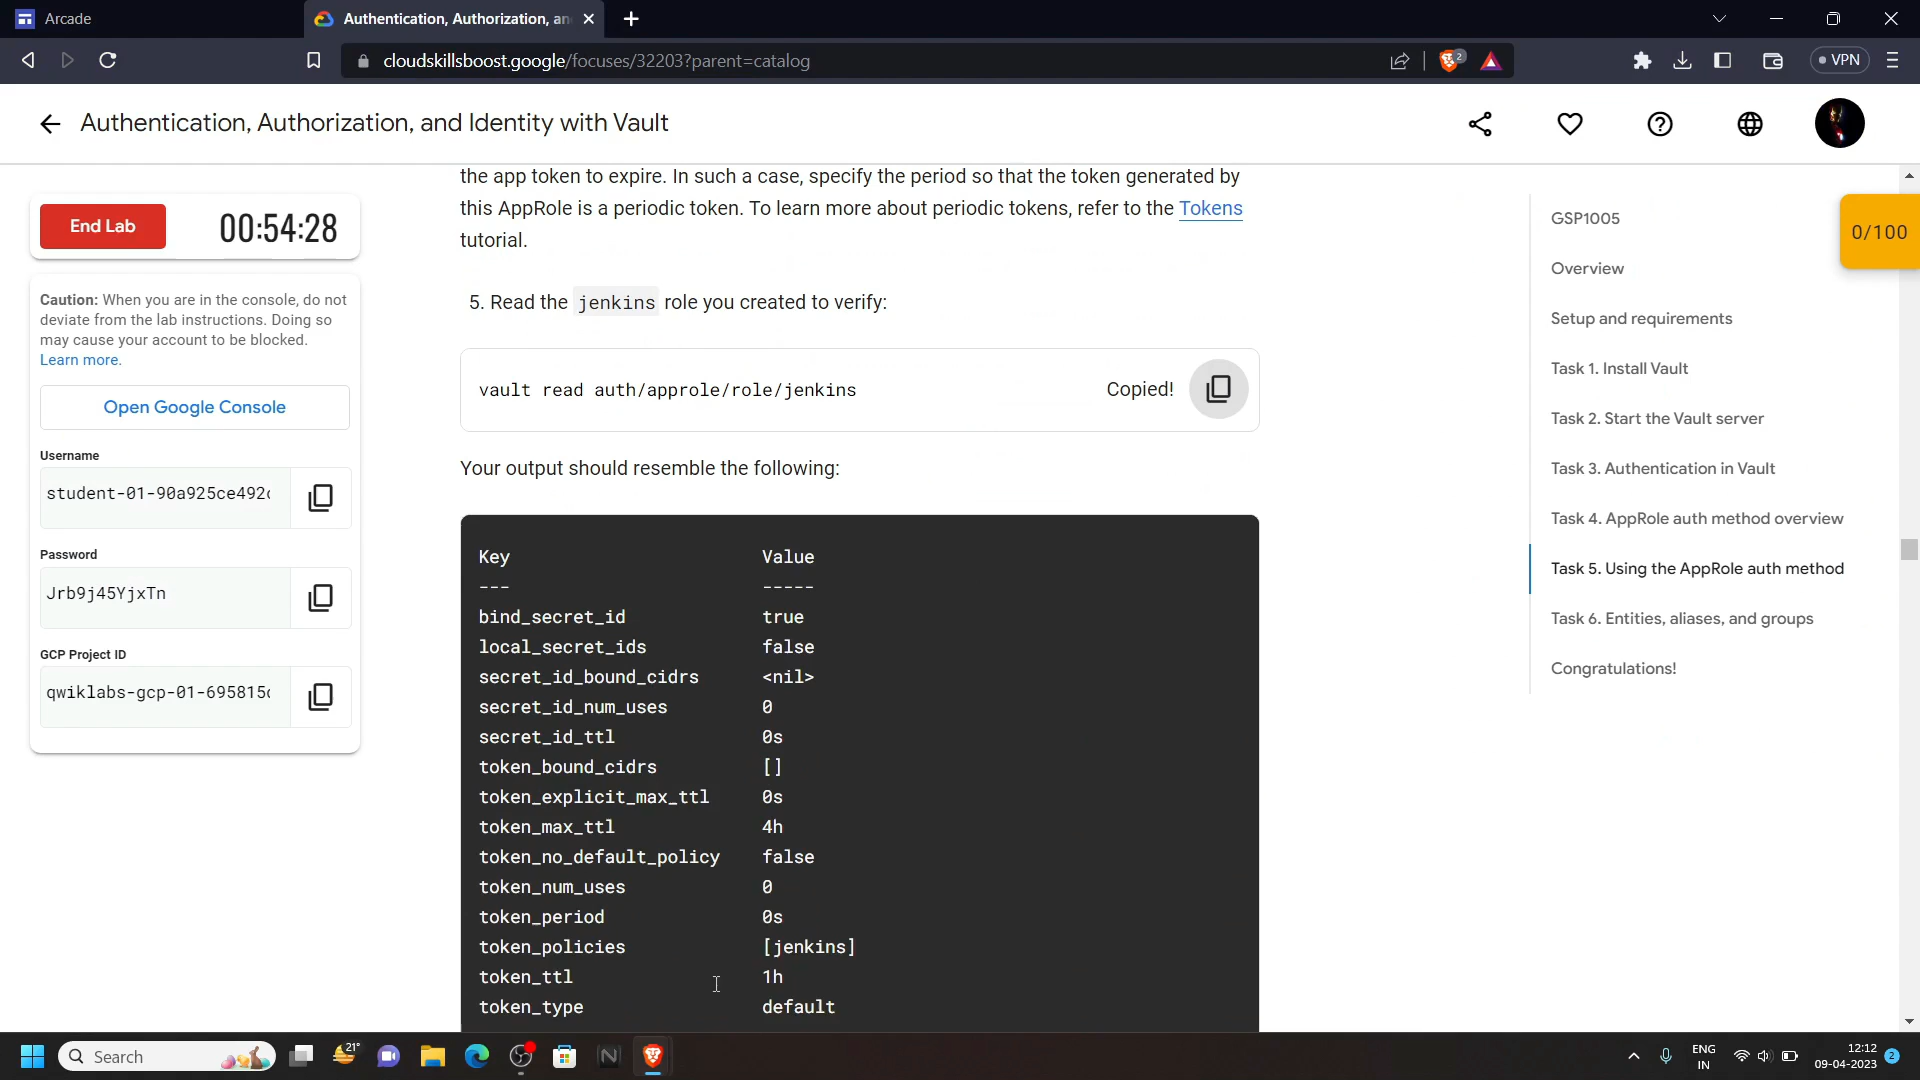 Arcade
Authentication, Authorization, an
cloudskillsboost.google/focuses/32203?parent=catalog
2
VPN
Authentication, Authorization, and Identity with Vault
End Lab
00:54:28
Caution: When you are in the console, do not
deviate from the lab instructions. Doing so
may cause your account to be blocked.
Learn more.
Open Google Console
Username
student-01-90a925ce492
Password
Jrb9j45YjxTn
GCP Project ID
qwiklabs-gcp-01-695815
the app token to expire. In such a case, specify the period so that the token generated by
this AppRole is a periodic token. To learn more about periodic tokens, refer to the Tokens
tutorial.
5. Read the jenkins role you created to verify:
vault read auth/approle/role/jenkins
Copied!
Your output should resemble the following:
Key Value
--- -----
bind_secret_id true
local_secret_ids false
secret_id_bound_cidrs <nil>
secret_id_num_uses 0
secret_id_ttl 0s
token_bound_cidrs []
token_explicit_max_ttl 0s
token_max_ttl 4h
token_no_default_policy false
token_num_uses 0
token_period 0s
token_policies [jenkins]
token_ttl 1h
token_type default
GSP1005
Overview
Setup and requirements
Task 1. Install Vault
Task 2. Start the Vault server
Task 3. Authentication in Vault
Task 4. AppRole auth method overview
Task 5. Using the AppRole auth method
Task 6. Entities, aliases, and groups
Congratulations!
0/100
Search
21°
N
ENG
IN
12:12
09-04-2023
2